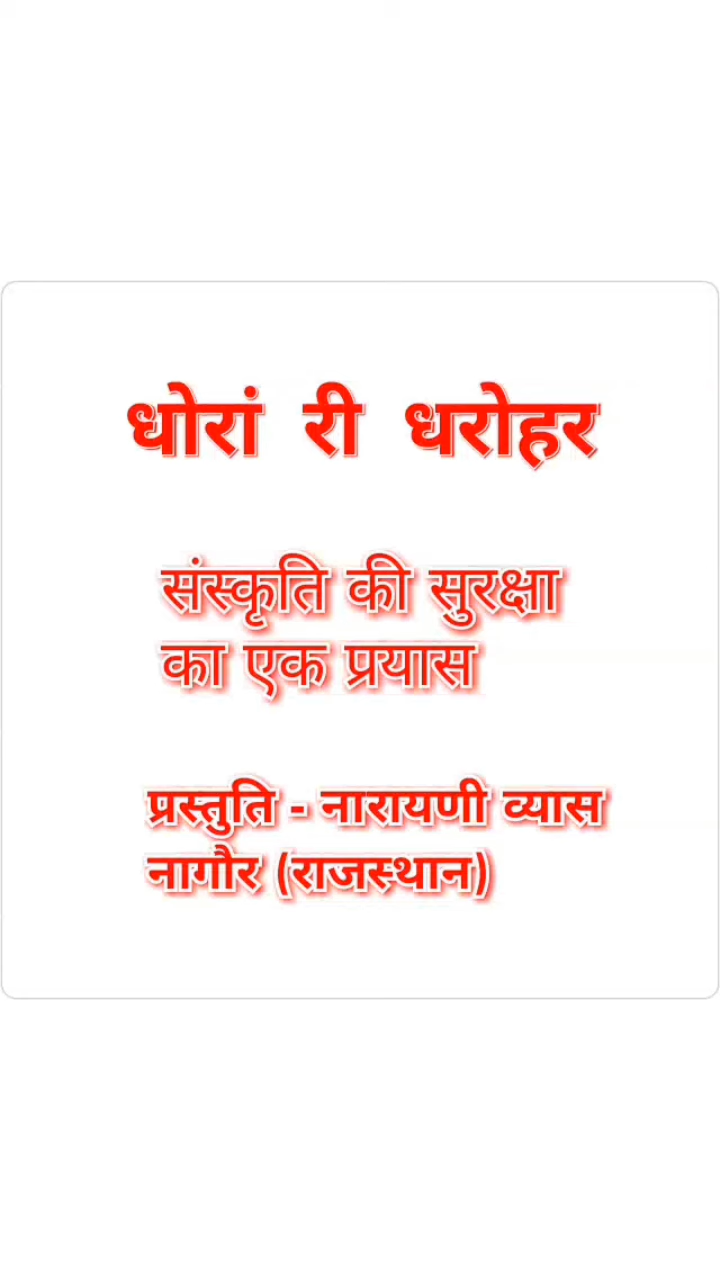 धोरां री धरोहर
संस्कृति की सुरक्षा
का एक प्रयास
प्रस्तुति - नारायणी व्यास
नागौर (राजस्थान)